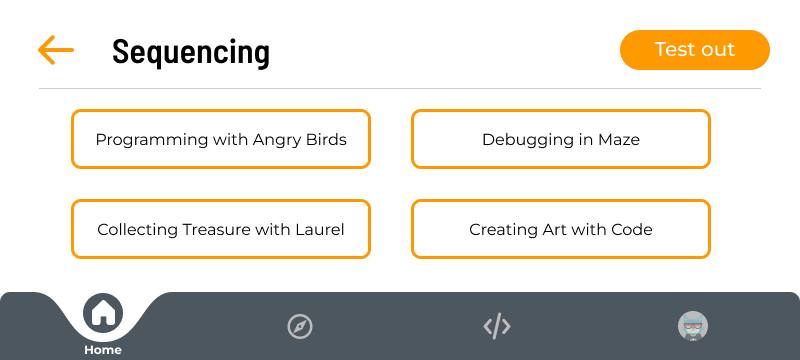 Sequencing
Test out
Programming with Angry Birds
Debugging in Maze
Collecting Treasure with Laurel
Creating Art with Code
Home